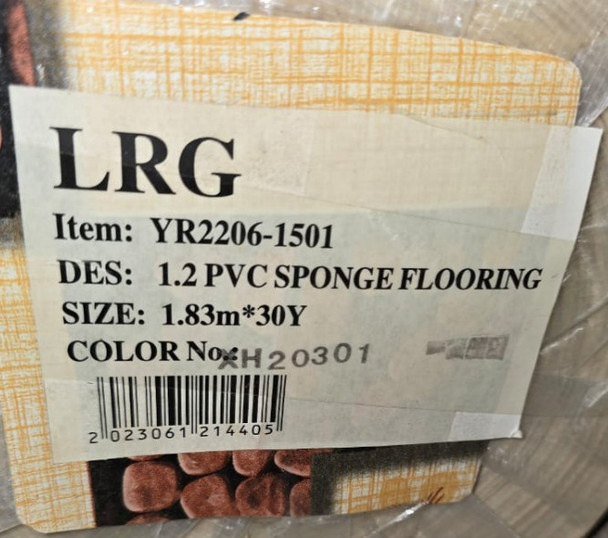 LRG
Item: YR2206-1501
DES: 1.2 PVC SPONGE FLOORING
SIZE: 1.83m*30Y
COLOR No.: XH20301
2 023061 214405